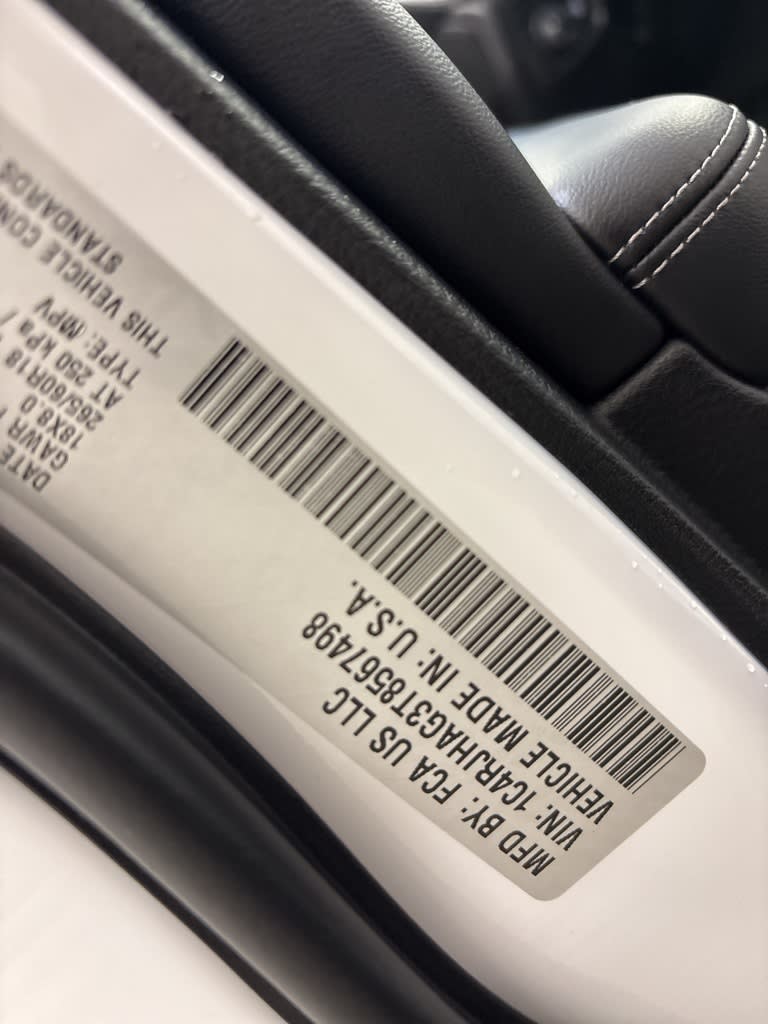 MFD BY: FCA US LLC
VIN: 1C4RJHAG3T8567498
VEHICLE MADE IN: U.S.A.
DATE
GAWR
18X8.0
265/60R18
AT 250 kPa /
TYPE: MPV
THIS VEHICLE
STANDARDS